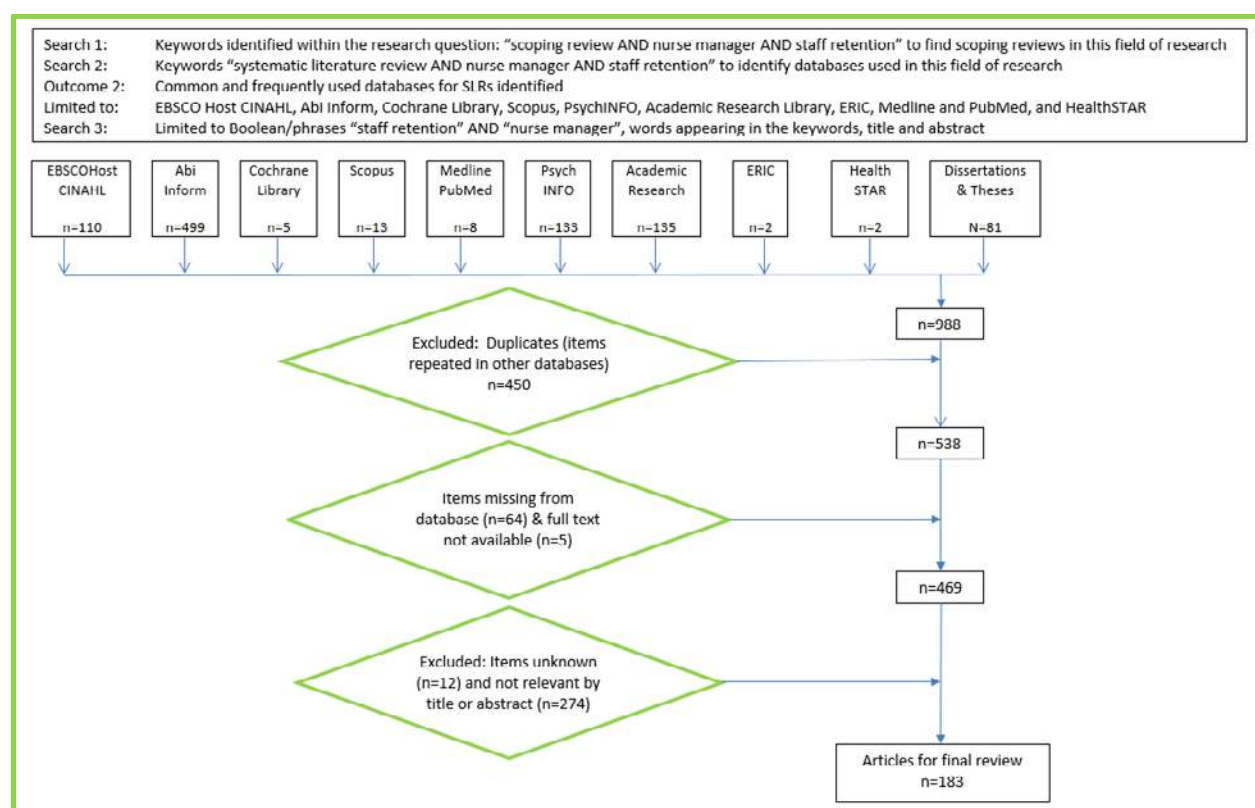 Search 1: Keywords identified within the research question: “scoping review AND nurse manager AND staff retention” to find scoping reviews in this field of research
Search 2: Keywords “systematic literature review AND nurse manager AND staff retention” to identify databases used in this field of research
Outcome 2: Common and frequently used databases for SLRs identified
Limited to: EBSCO Host CINAHL, Abi Inform, Cochrane Library, Scopus, PsychINFO, Academic Research Library, ERIC, Medline and PubMed, and HealthSTAR
Search 3: Limited to Boolean/phrases “staff retention” AND “nurse manager”, words appearing in the keywords, title and abstract
EBSCOHost
CINAHL
n=110
Abi
Inform
n=499
Cochrane
Library
n=5
Scopus
n=13
Medline
PubMed
n=8
Psych
INFO
n=133
Academic
Research
n=135
ERIC
n=2
Health
STAR
n=2
Dissertations
& Theses
N=81
n=988
Excluded: Duplicates (items
repeated in other databases)
n=450
n=538
Items missing from
database (n=64) & full text
not available (n=5)
n=469
Excluded: Items unknown
(n=12) and not relevant by
title or abstract (n=274)
Articles for final review
n=183